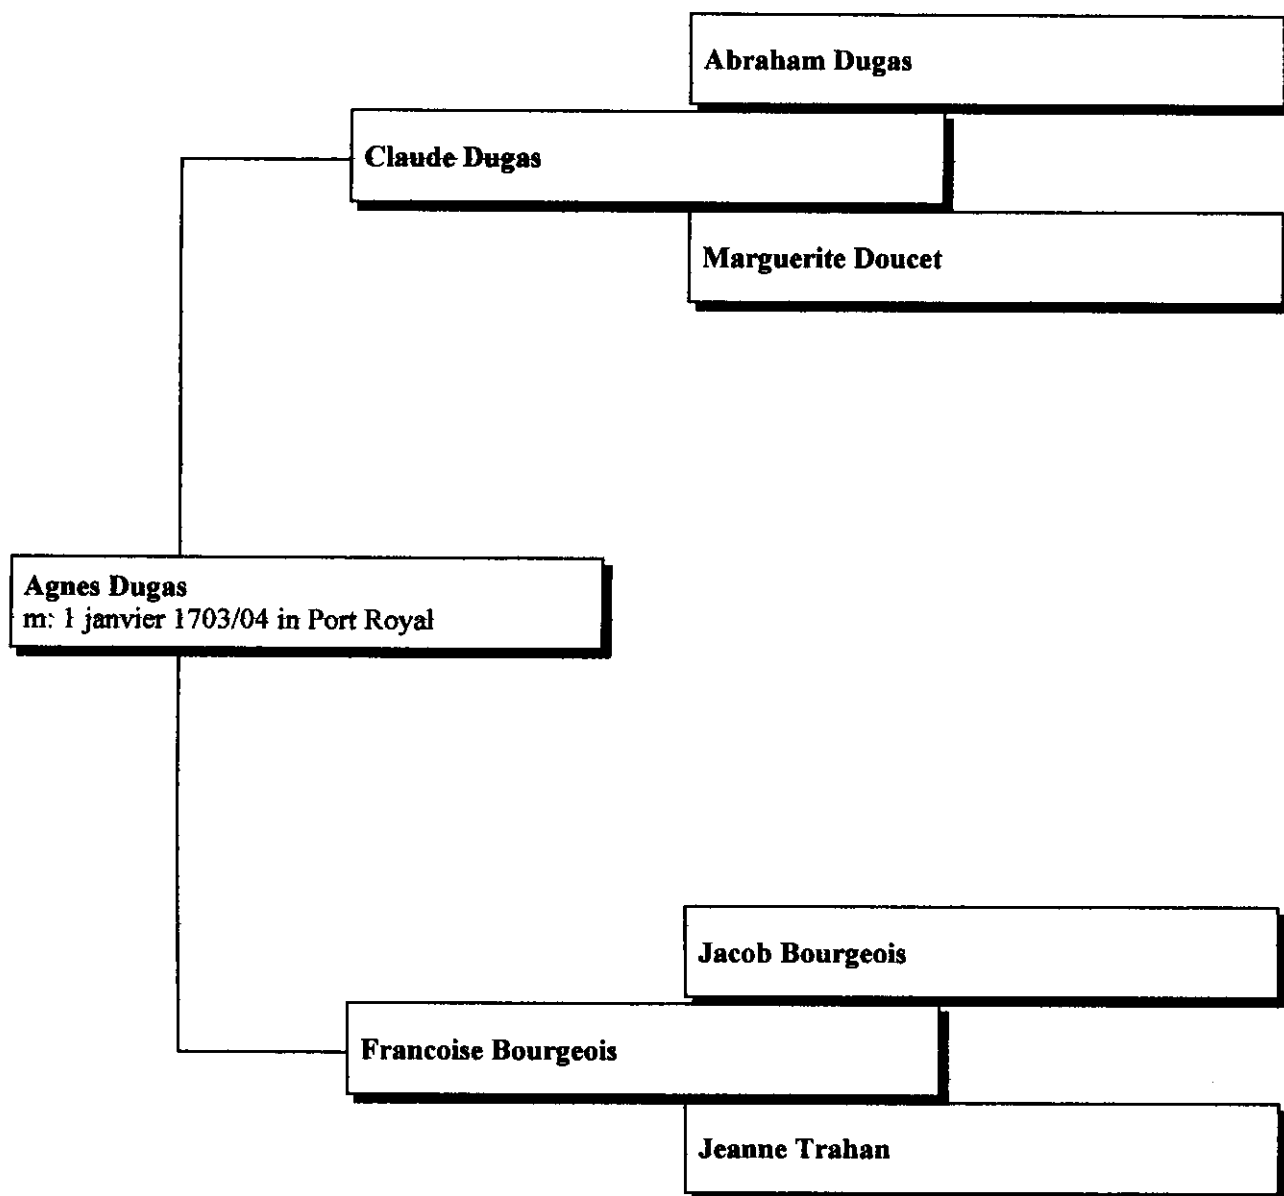 Abraham Dugas
Claude Dugas
Marguerite Doucet
Agnes Dugas
m: 1 janvier 1703/04 in Port Royal
Jacob Bourgeois
Francoise Bourgeois
Jeanne Trahan